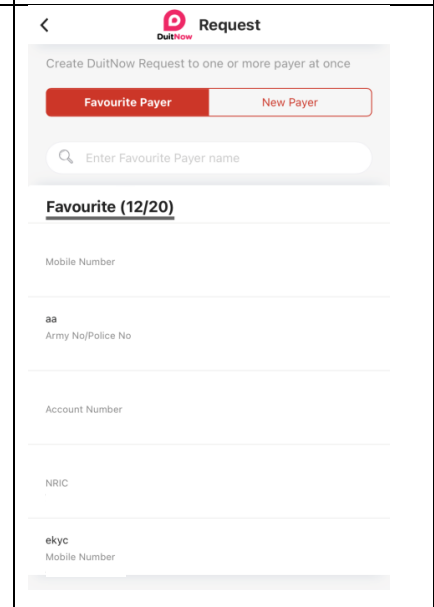 DuitNow
Request
Create DuitNow Request to one or more payer at once
Favourite Payer
New Payer
Enter Favourite Payer name
Favourite (12/20)
Mobile Number
aa
Army No/Police No
Account Number
NRIC
ekyc
Mobile Number